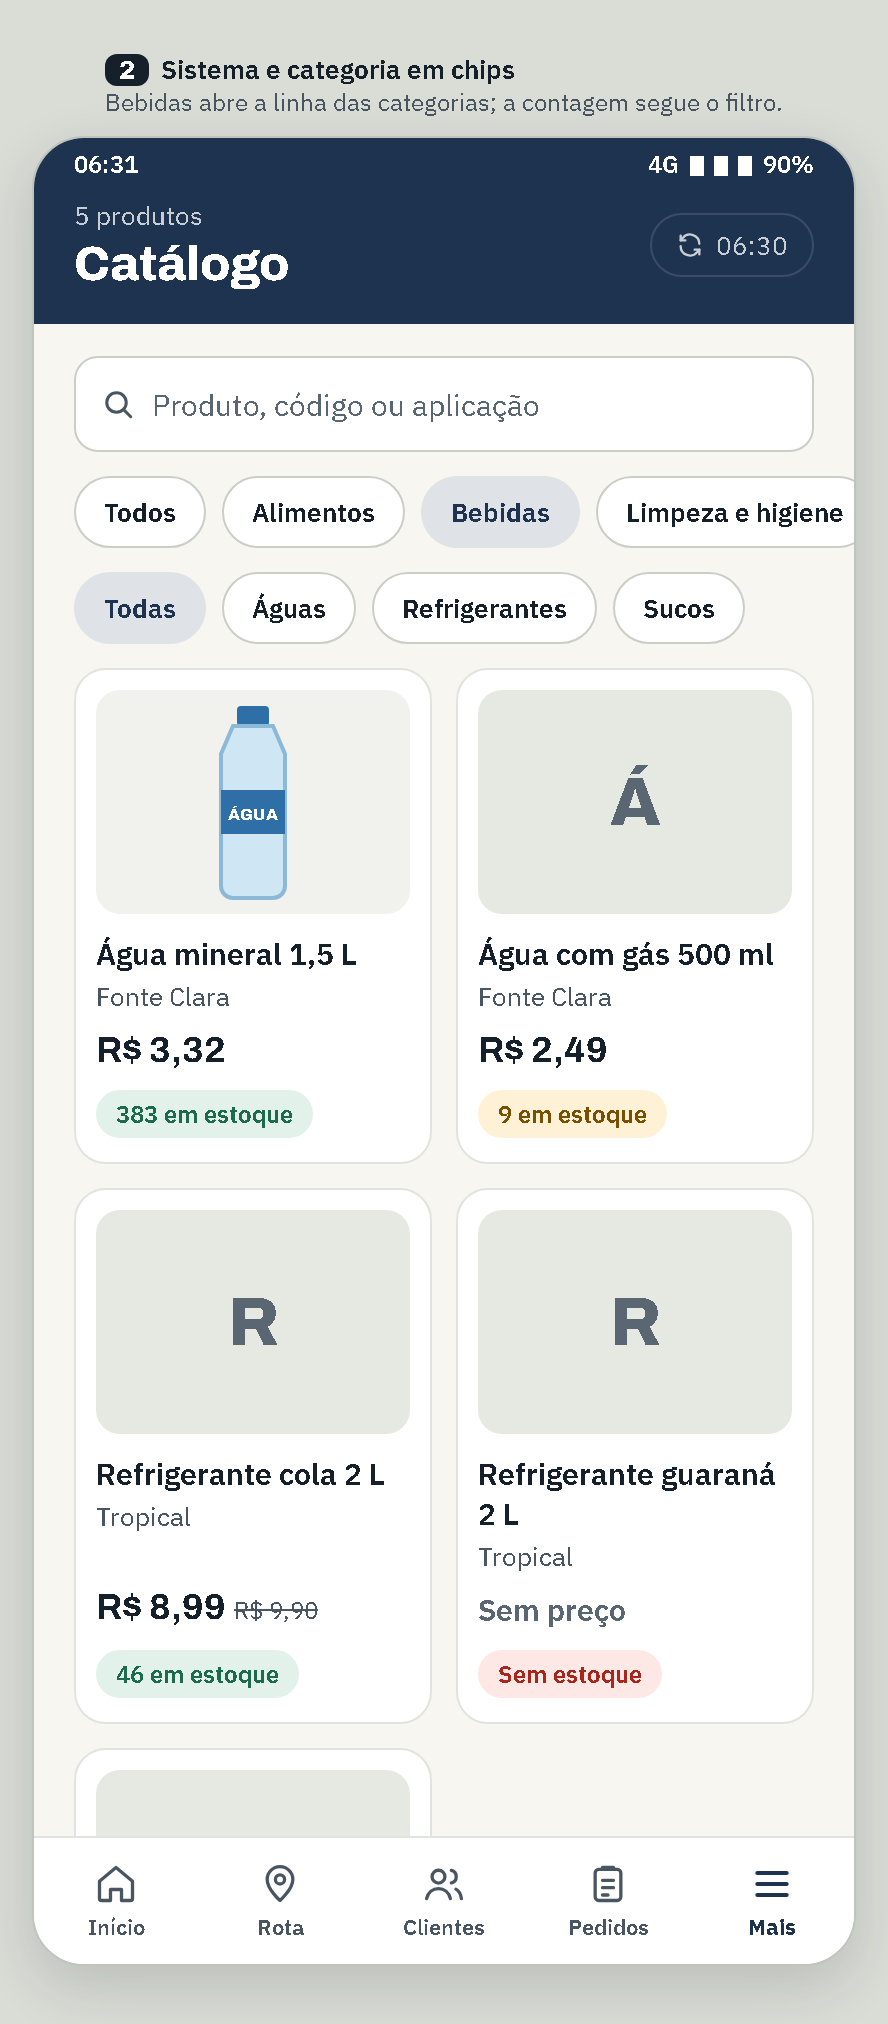 2 Sistema e categoria em chips
Bebidas abre a linha das categorias; a contagem segue o filtro.
06:31 4G 90%
5 produtos
Catálogo
06:30
Produto, código ou aplicação
Todos Alimentos Bebidas Limpeza e higiene
Todas Águas Refrigerantes Sucos
ÁGUA
Água mineral 1,5 L
Fonte Clara
R$ 3,32
383 em estoque
Á
Água com gás 500 ml
Fonte Clara
R$ 2,49
9 em estoque
R
Refrigerante cola 2 L
Tropical
R$ 8,99 R$ 9,90
46 em estoque
R
Refrigerante guaraná
2 L
Tropical
Sem preço
Sem estoque
Início Rota Clientes Pedidos Mais